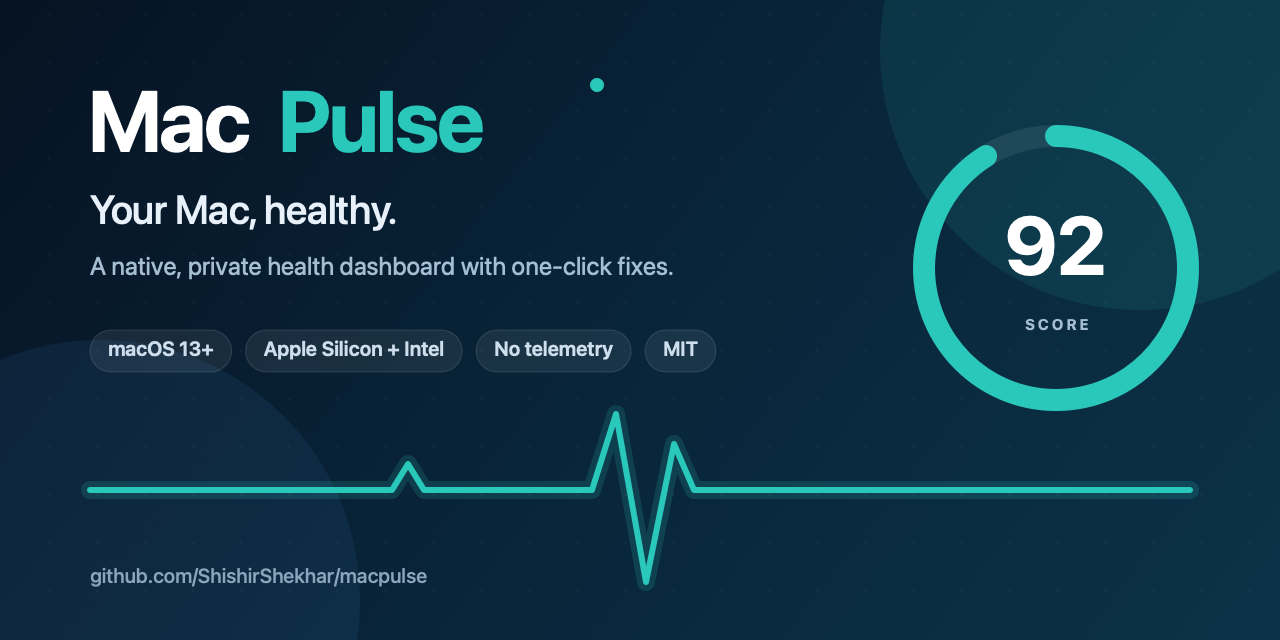 Mac Pulse
Your Mac, healthy.
A native, private health dashboard with one-click fixes.
macOS 13+
Apple Silicon + Intel
No telemetry
MIT
92
SCORE
github.com/ShishirShekhar/macpulse